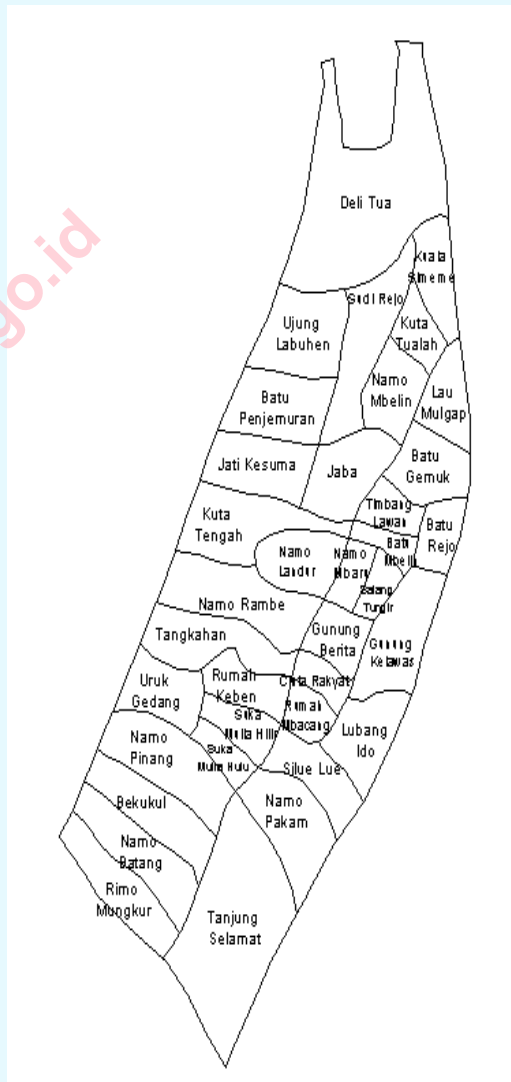 Deli Tua
Kuala
Simeme
Sudi Rejo
Ujung
Labuhen
Kuta
Tualah
Namo
Mbelin
Lau
Mulgap
Batu
Penjemuran
Batu
Gemuk
Jati Kesuma
Jaba
Timbang
Lawan
Kuta
Tengah
Batu
Rejo
Batu
Mbelin
Namo
Landur
Namo
Mbaru
Salang
Tungir
Namo Rambe
Gunung
Berita
Gunung
Kelawas
Tangkahan
Rumah
Keben
Cinta Rakyat
Uruk
Gedang
Rumah
Mbacang
Suka
Mulia Hilir
Lubang
Ido
Namo
Pinang
Suka
Mulia Hulu
Silue Lue
Bekukul
Namo
Pakam
Namo
Batang
Rimo
Mungkur
Tanjung
Selamat
go.id